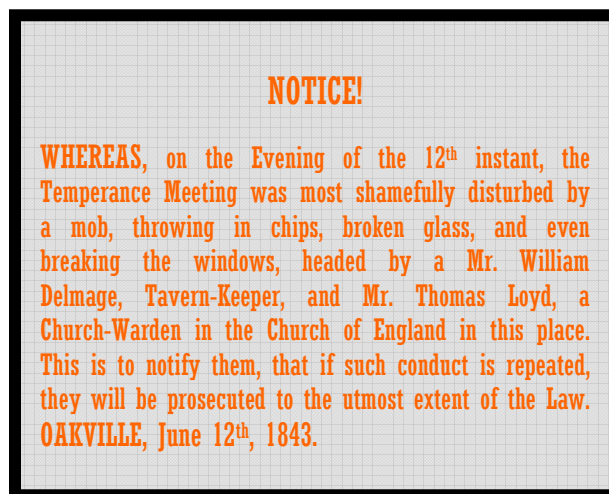 NOTICE!
WHEREAS, on the Evening of the 12th instant, the
Temperance Meeting was most shamefully disturbed by
a mob, throwing in chips, broken glass, and even
breaking the windows, headed by a Mr. William
Delmage, Tavern-Keeper, and Mr. Thomas Loyd, a
Church-Warden in the Church of England in this place.
This is to notify them, that if such conduct is repeated,
they will be prosecuted to the utmost extent of the Law.
OAKVILLE, June 12th, 1843.